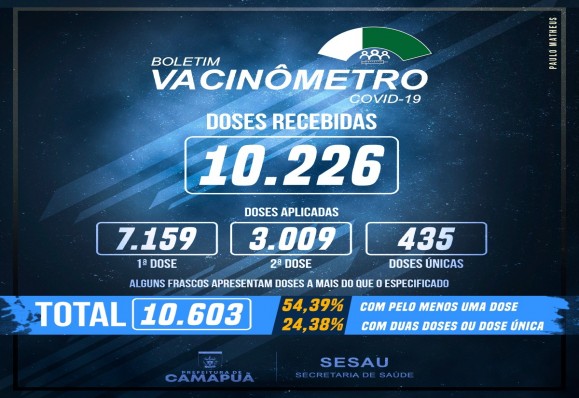 PAULO MATHEUS
BOLETIM
VACINÔMETRO
COVID-19
DOSES RECEBIDAS
10.226
DOSES APLICADAS
7.159 3.009 435
1ª DOSE 2ª DOSE DOSES ÚNICAS
ALGUNS FRASCOS APRESENTAM DOSES A MAIS DO QUE O ESPECIFICADO
TOTAL 10.603
54,39% COM PELO MENOS UMA DOSE
24,38% COM DUAS DOSES OU DOSE ÚNICA
PREFEITURA DE
CAMAPUÃ
SESAU
SECRETARIA DE SAÚDE